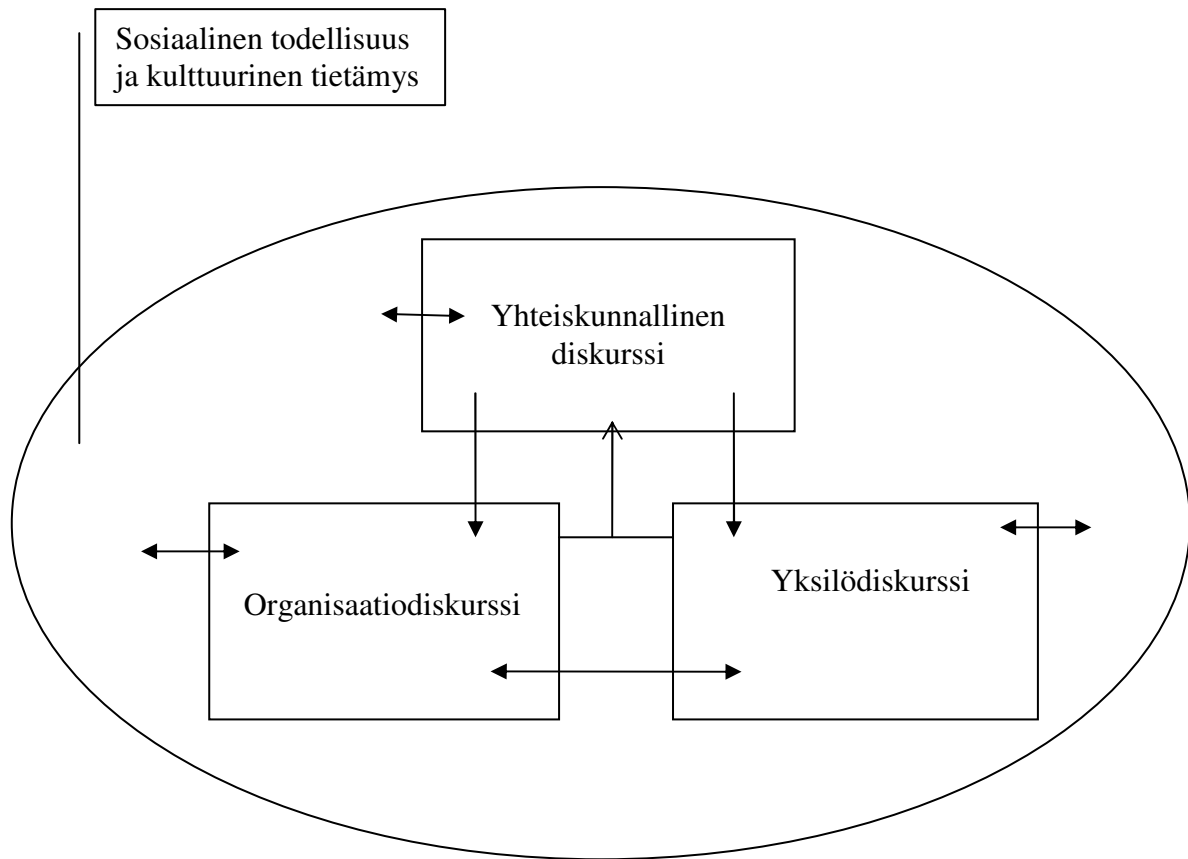 Sosiaalinen todellisuus
ja kulttuurinen tietämys
Yhteiskunnallinen
diskurssi
Organisaatiodiskurssi
Yksilödiskurssi